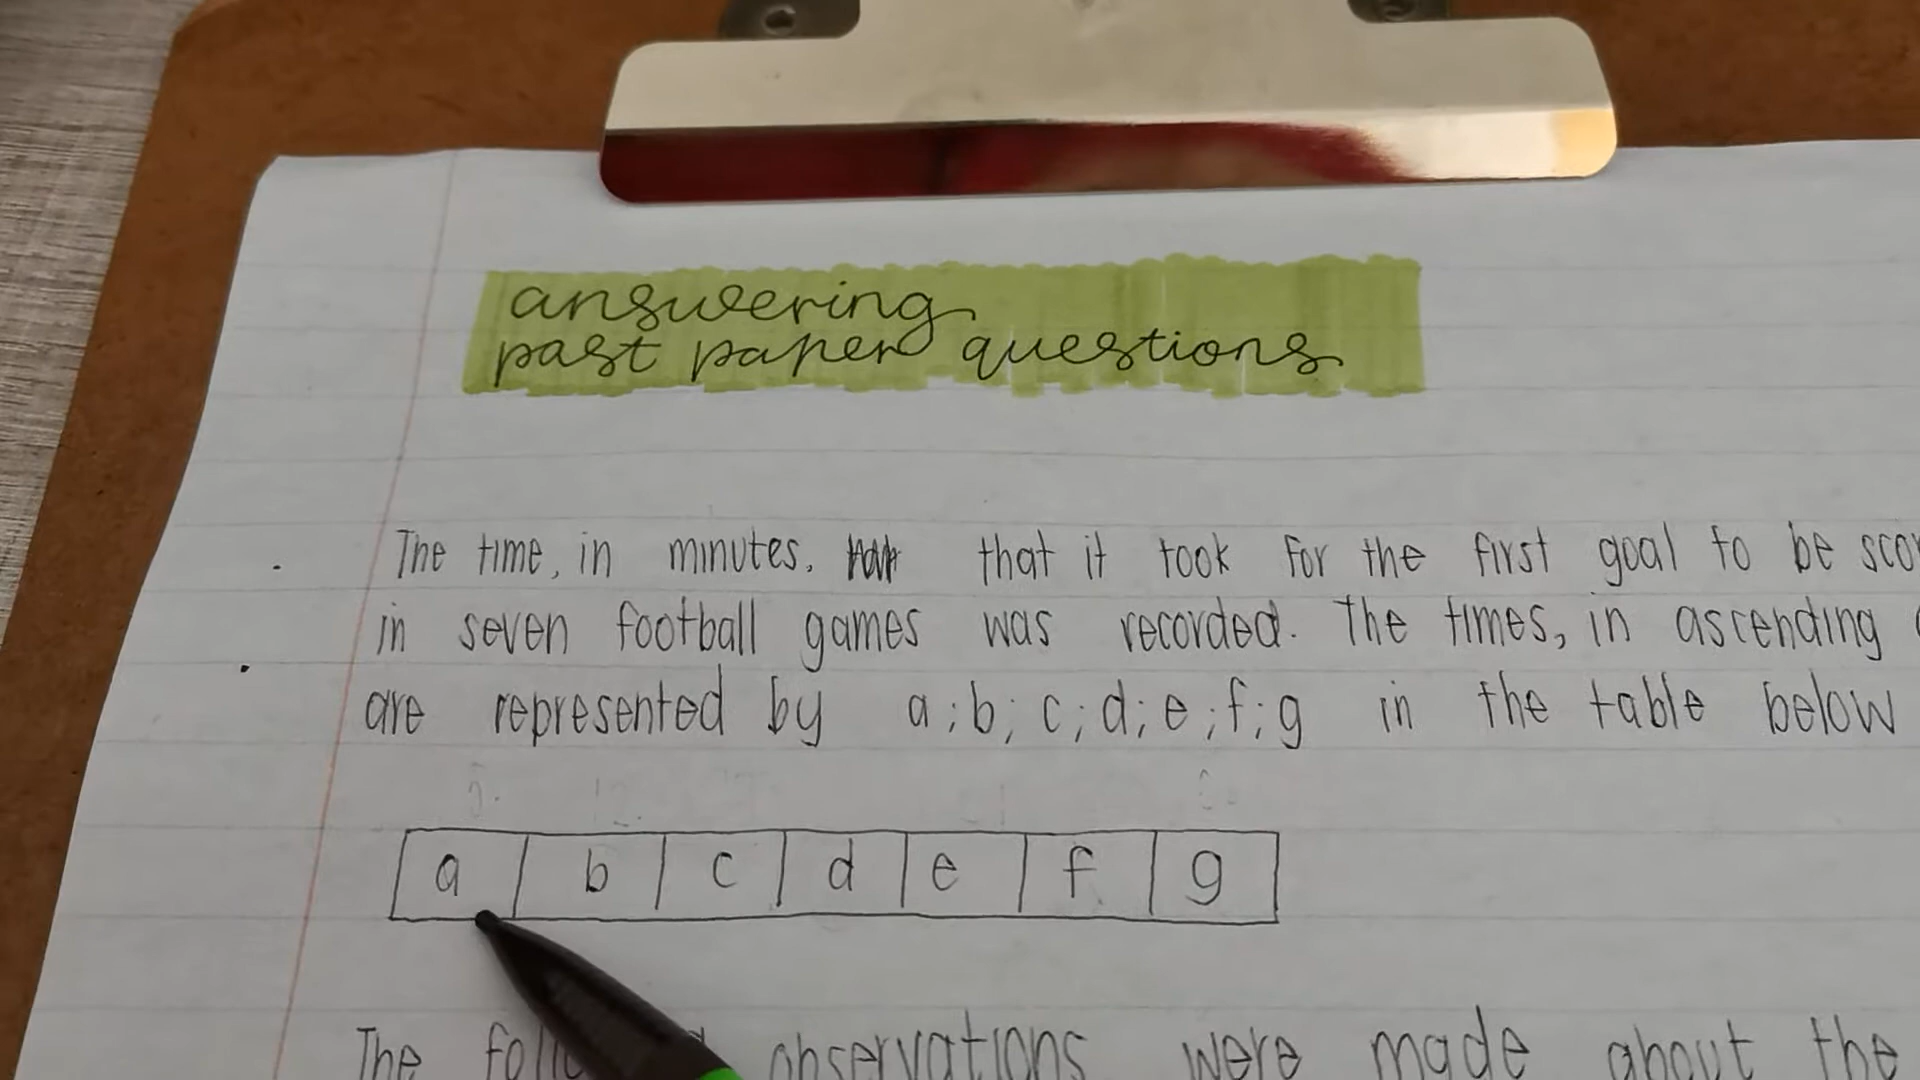 answering
past paper questions
The time, in minutes, that it took for the first goal to be
in seven football games was recorded. The times, in ascending
are represented by a; b; c; d; e; f; g in the table below
a b c d e f g
The observations were made about the